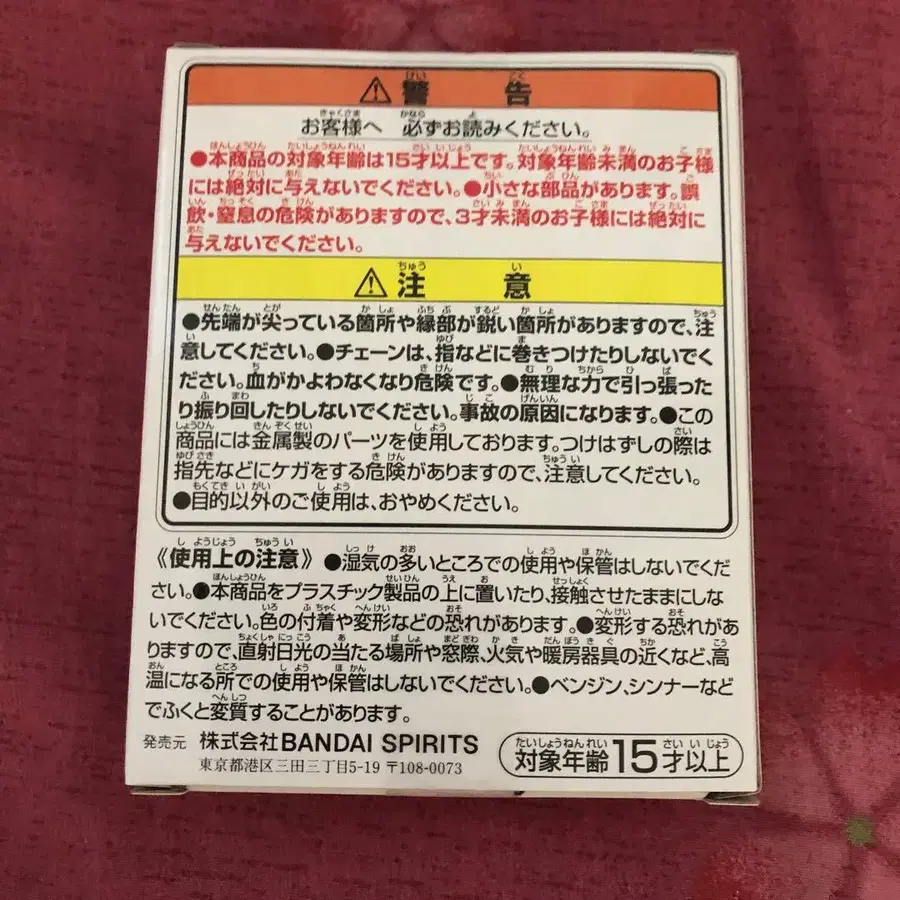 ⚠警告
お客様へ 必ずお読みください。
●本商品の対象年齢は15才以上です。対象年齢未満のお子様
には絶対に与えないでください。●小さな部品があります。誤
飲・窒息の危険がありますので、3才未満のお子様には絶対に
与えないでください。
⚠注意
●先端が尖っている箇所や縁部が鋭い箇所がありますので、注
意してください。●チェーンは、指などに巻きつけたりしないでく
ださい。血がかよわなくなり危険です。●無理な力で引っ張った
り振り回したりしないでください。事故の原因になります。●この
商品には金属製のパーツを使用しております。つけはずしの際は
指先などにケガをする危険がありますので、注意してください。
●目的以外のご使用は、おやめください。
《使用上の注意》●湿気の多いところでの使用や保管はしないでくだ
さい。●本商品をプラスチック製品の上に置いたり、接触させたままにしな
いでください。色の付着や変形などの恐れがあります。●変形する恐れがあ
りますので、直射日光の当たる場所や窓際、火気や暖房器具の近くなど、高
温になる所での使用や保管はしないでください。●ベンジン、シンナーなど
でふくと変質することがあります。
発売元 株式会社BANDAI SPIRITS
東京都港区三田三丁目5-19 〒108-0073
対象年齢15才以上